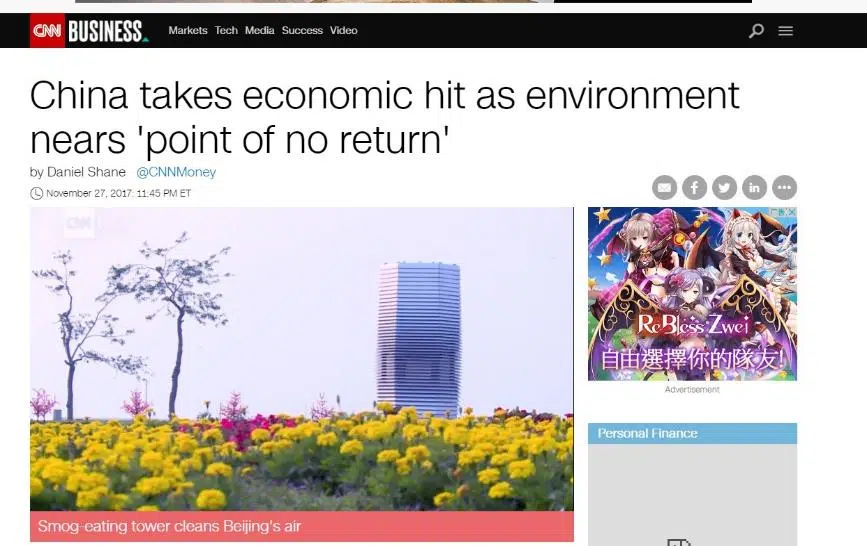 CNN BUSINESS
Markets Tech Media Success Video
China takes economic hit as environment
nears 'point of no return'
by Daniel Shane @CNNMoney
November 27, 2017: 11:45 PM ET
CNN
Smog-eating tower cleans Beijing's air
广告
ReBless Zwei
自由選擇你的隊友!
Advertisement
Personal Finance